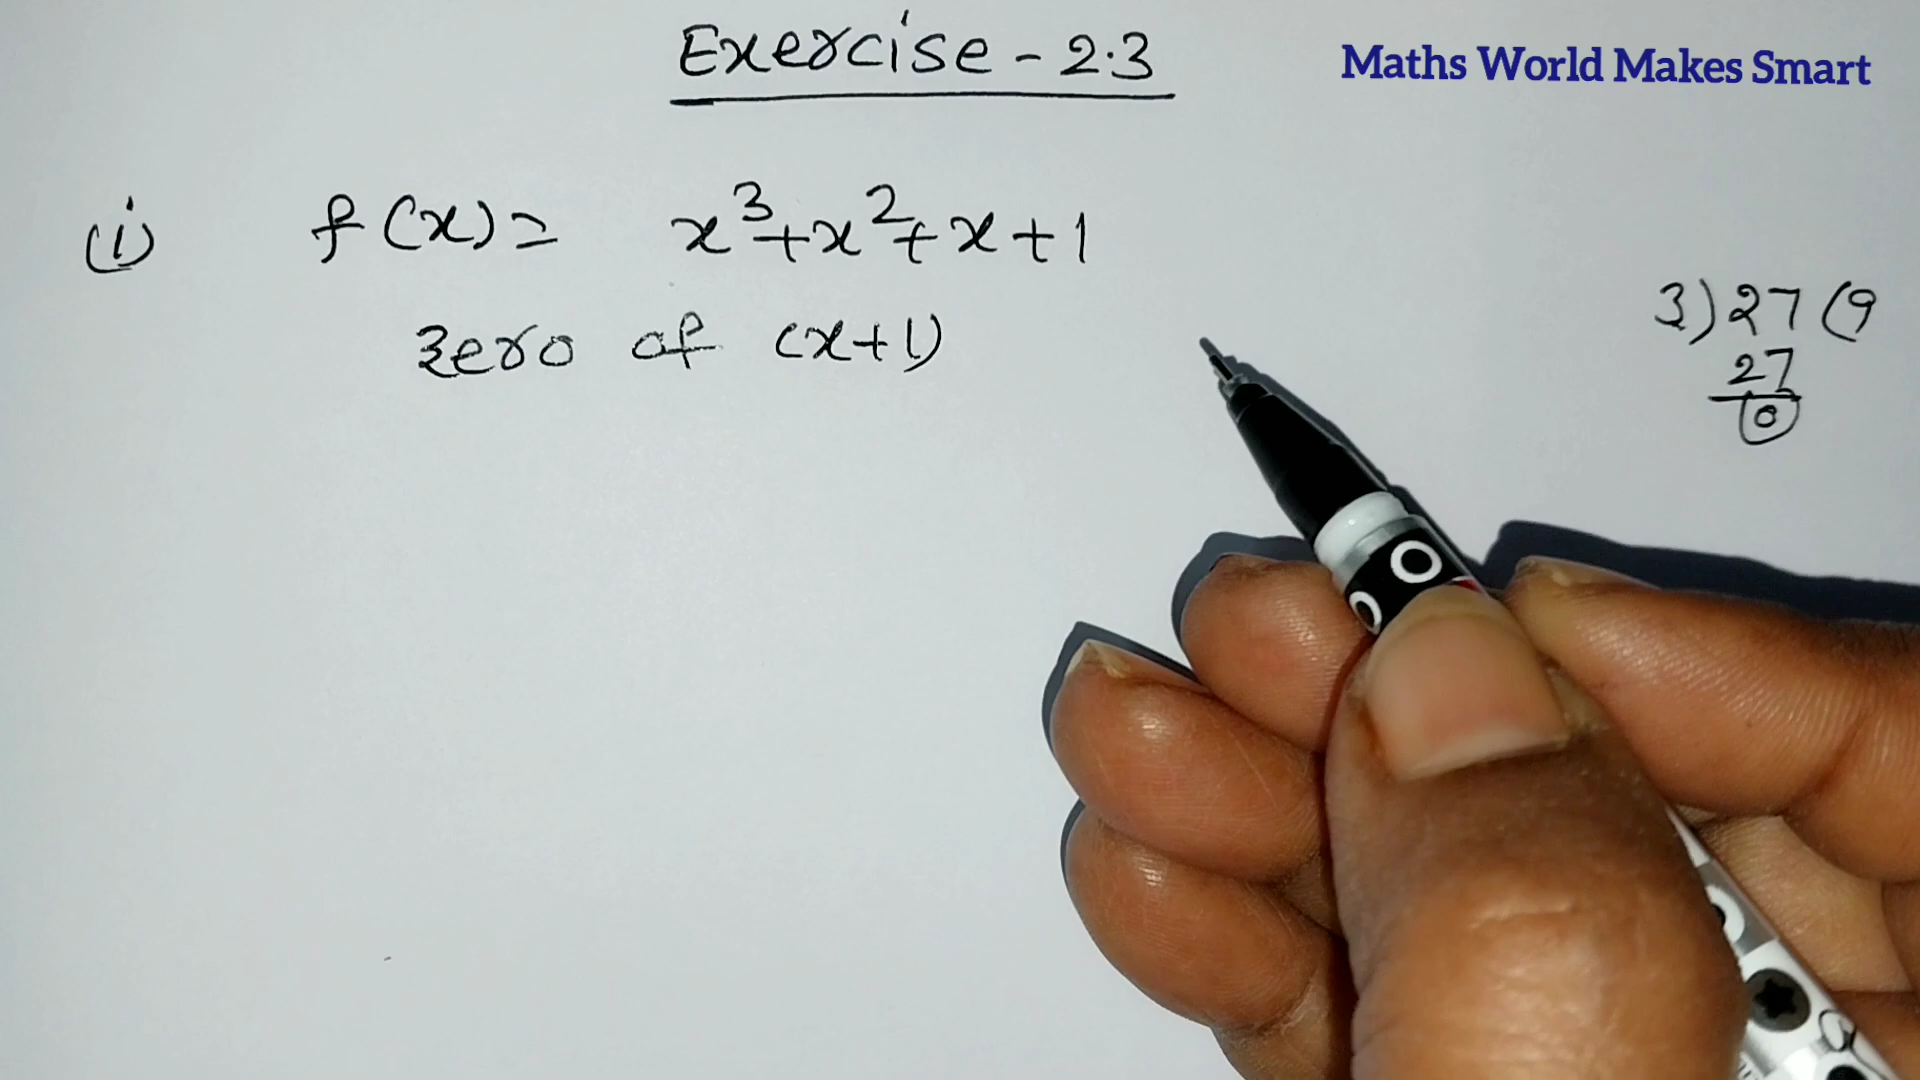 Exercise - 2.3
Maths World Makes Smart
(i) f(x) = x³+x²+x+1
zero of (x+1)
3)27(9
27
0